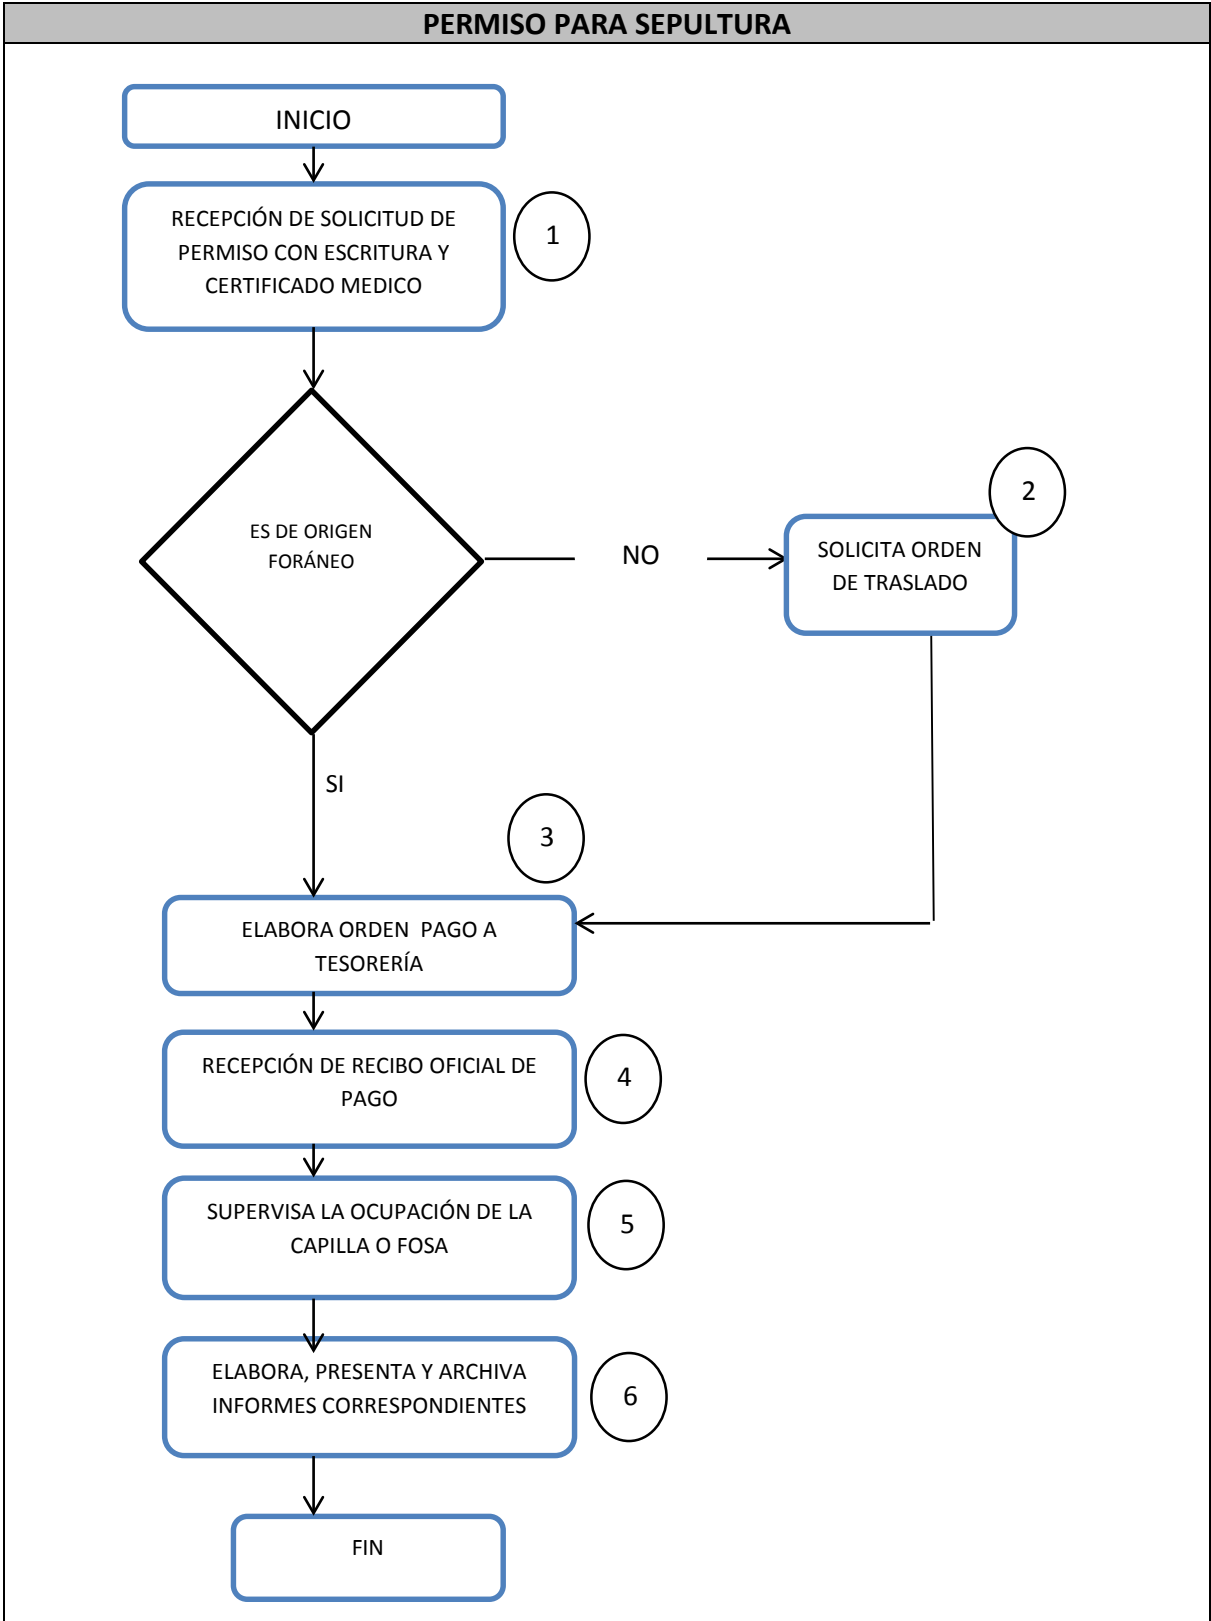 PERMISO PARA SEPULTURA
INICIO
RECEPCIÓN DE SOLICITUD DE
PERMISO CON ESCRITURA Y
CERTIFICADO MEDICO
1
ES DE ORIGEN
FORÁNEO
NO
2
SOLICITA ORDEN
DE TRASLADO
SI
3
ELABORA ORDEN  PAGO A
TESORERÍA
RECEPCIÓN DE RECIBO OFICIAL DE
PAGO
4
SUPERVISA LA OCUPACIÓN DE LA
CAPILLA O FOSA
5
ELABORA, PRESENTA Y ARCHIVA
INFORMES CORRESPONDIENTES
6
FIN